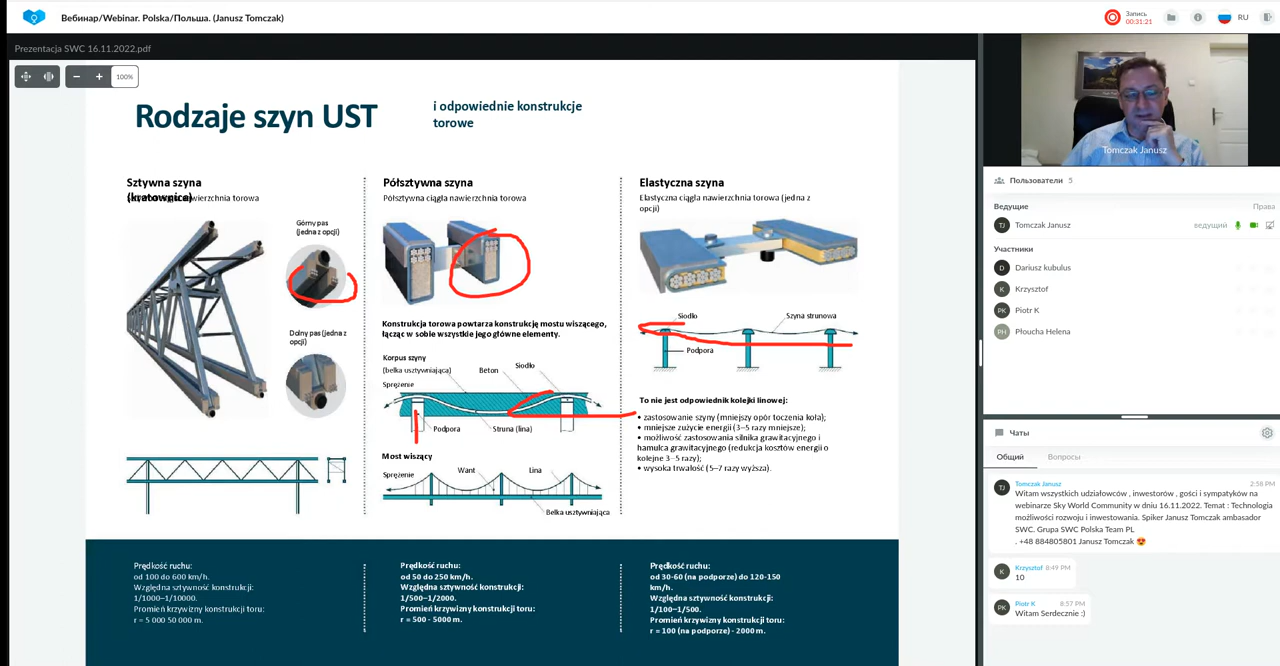 Вебинар/Webinar. Polska/Польша. (Janusz Tomczak)
Запись
00:31:21
RU
Prezentacja SWC 16.11.2022.pdf
100%
Rodzaje szyn UST
i odpowiednie konstrukcje
torowe
Sztywna szyna
(kratownica)
nawierzchnia torowa
Górny pas
(jedna z opcji)
Dolny pas (jedna z
opcji)
Półsztywna szyna
Półsztywna ciągła nawierzchnia torowa
Konstrukcja torowa powtarza konstrukcję mostu wiszącego,
łącząc w sobie wszystkie jego główne elementy.
Korpus szyny
(belka usztywniająca)
Beton
Siodło
Sprężenie
Podpora
Struna (lina)
Most wiszący
Sprężenie
Want
Lina
Belka usztywniająca
Elastyczna szyna
Elastyczna ciągła nawierzchnia torowa (jedna z
opcji)
Siodło
Szyna strunowa
Podpora
To nie jest odpowiednik kolejki linowej:
• zastosowanie szyny (mniejszy opór toczenia koła);
• mniejsze zużycie energii (3–5 razy mniejsze);
• możliwość zastosowania silnika grawitacyjnego i
hamulca grawitacyjnego (redukcja kosztów energii o
kolejne 3–5 razy);
• wysoka trwałość (5–7 razy wyższa).
Prędkość ruchu:
od 100 do 600 km/h.
Względna sztywność konstrukcji:
1/1000–1/10000.
Promień krzywizny konstrukcji toru:
r = 5 000 50 000 m.
Prędkość ruchu:
od 50 do 250 km/h.
Względna sztywność konstrukcji:
1/500–1/2000.
Promień krzywizny konstrukcji toru:
r = 500 - 5000 m.
Prędkość ruchu:
od 30-60 (na podporze) do 120-150
km/h.
Względna sztywność konstrukcji:
1/100–1/500.
Promień krzywizny konstrukcji toru:
r = 100 (na podporze) - 2000 m.
Tomczak Janusz
Пользователи 5
Ведущие Права
TJ Tomczak Janusz ведущий
Участники
D Dariusz kubulus
K Krzysztof
PK Piotr K
PH Płoucha Helena
Чаты
Общий Вопросы
TJ Tomczak Janusz 2:58 PM
Witam wszystkich udziałowców , inwestorów , gości i sympatyków na
webinarze Sky World Community w dniu 16.11.2022. Temat : Technologia
możliwości rozwoju i inwestowania. Spiker Janusz Tomczak ambasador
SWC. Grupa SWC Polska Team PL
. +48 884805801 Janusz Tomczak 😍
K Krzysztof 8:49 PM
10
PK Piotr K 8:57 PM
Witam Serdecznie :)